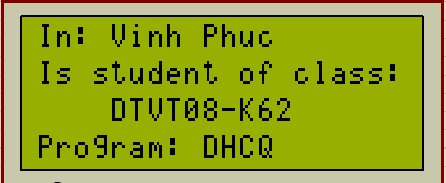 In: Vinh Phuc
Is student of class:
DTVT08-K62
Program: DHCQ